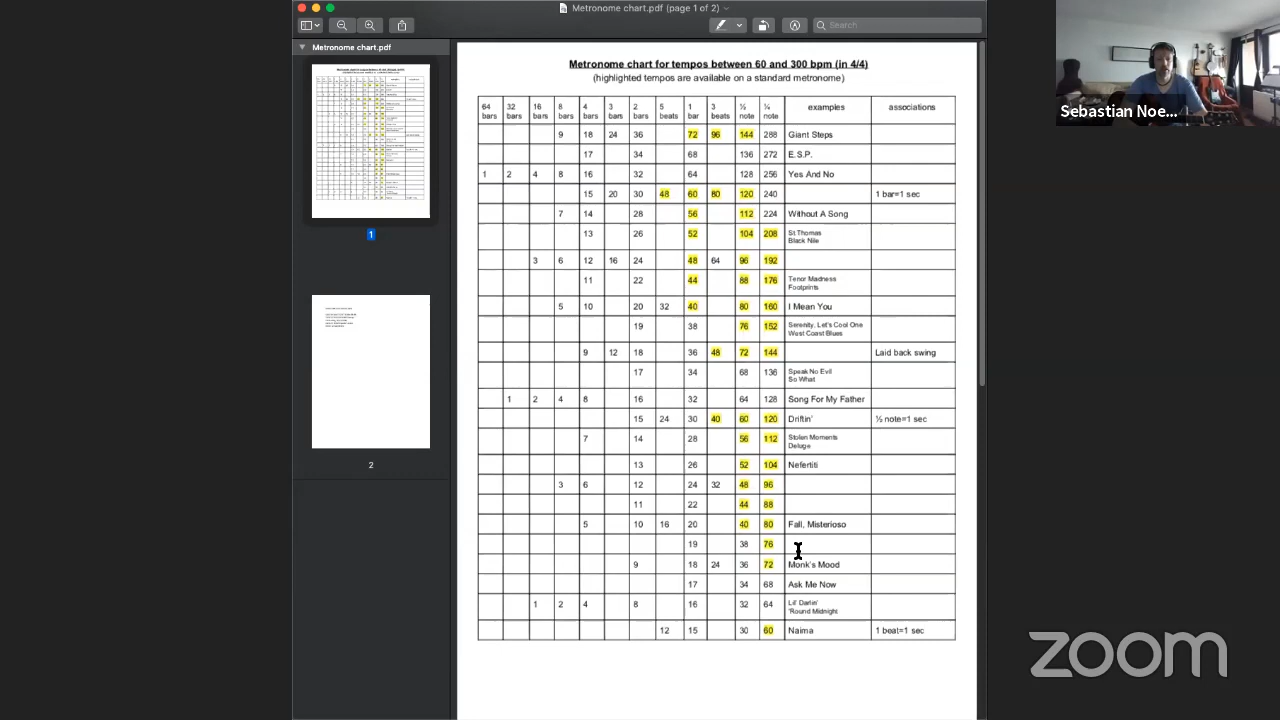 Metronome chart.pdf (page 1 of 2)
Search
Metronome chart.pdf
1
2
Metronome chart for tempos between 60 and 300 bpm (in 4/4)
(highlighted tempos are available on a standard metronome)
64 bars 32 bars 16 bars 8 bars 4 bars 3 bars 2 bars 5 beats 1 bar 3 beats ½ note ¼ note examples associations
18 24 36 72 96 144 288 Giant Steps
17 34 68 136 272 E.S.P.
1 2 4 8 16 32 64 128 256 Yes And No
15 20 30 48 60 80 120 240 1 bar=1 sec
7 14 28 56 112 224 Without A Song
13 26 52 104 208 St Thomas
Black Nile
3 6 12 16 24 48 64 96 192
11 22 44 88 176 Tenor Madness
Footprints
5 10 20 32 40 80 160 I Mean You
19 38 76 152 Serenity, Let's Cool One
West Coast Blues
9 12 18 36 48 72 144 Laid back swing
17 34 68 136 Speak No Evil
So What
1 2 4 8 16 32 64 128 Song For My Father
15 24 30 40 60 120 Driftin' ½ note=1 sec
7 14 28 56 112 Stolen Moments
Deluge
13 26 52 104 Nefertiti
3 6 12 24 32 48 96
11 22 44 88
5 10 16 20 40 80 Fall, Misterioso
19 38 76
9 18 24 36 72 Monk's Mood
17 34 68 Ask Me Now
1 2 4 8 16 32 64 Lil' Darlin'
'Round Midnight
12 15 30 60 Naima 1 beat=1 sec
Sebastian Noe...
zoom